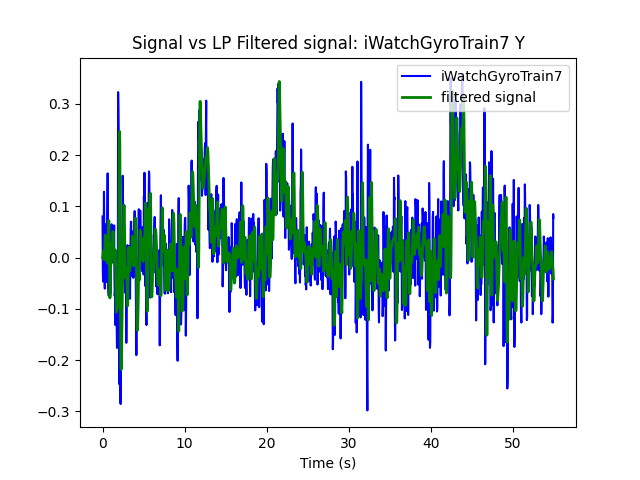 Signal vs LP Filtered signal: iWatchGyroTrain7 Y
iWatchGyroTrain7
filtered signal
0.3
0.2
0.1
0.0
−0.1
−0.2
−0.3
0 10 20 30 40 50
Time (s)